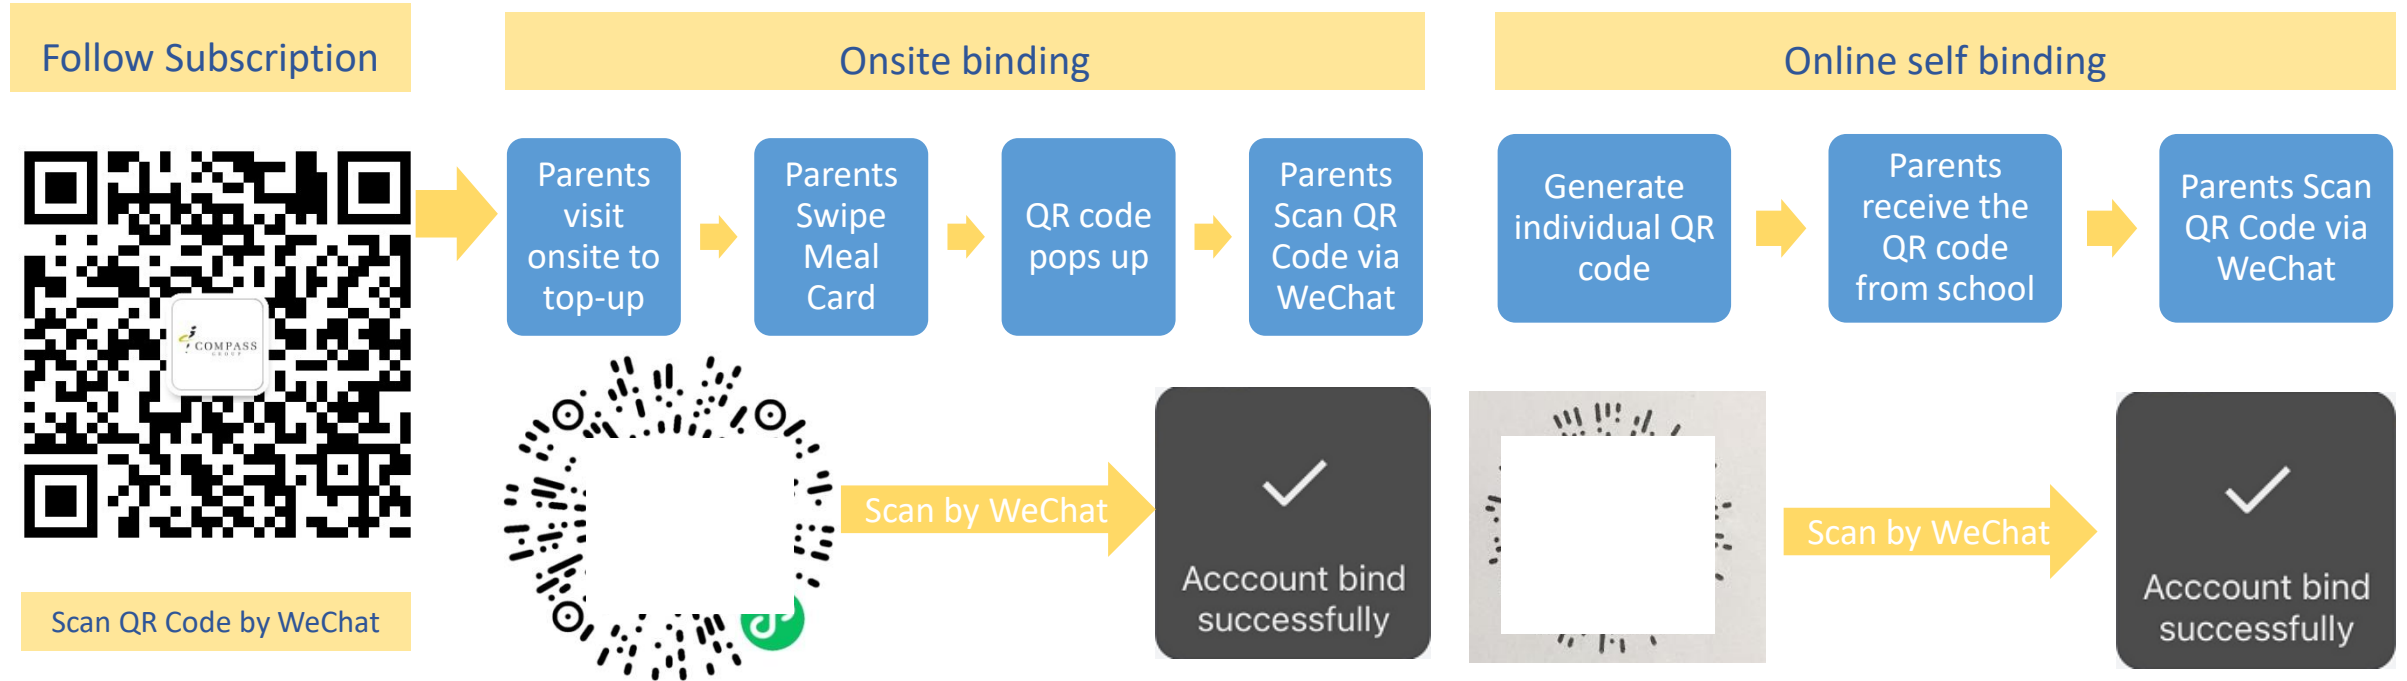 Follow Subscription
COMPASS
GROUP
Scan QR Code by WeChat
Onsite binding
Parents
visit
onsite to
top-up
Parents
Swipe
Meal
Card
QR code
pops up
Parents
Scan QR
Code via
WeChat
Scan by WeChat
Acccount bind
successfully
Online self binding
Generate
individual QR
code
Parents
receive the
QR code
from school
Parents Scan
QR Code via
WeChat
Scan by WeChat
Acccount bind
successfully